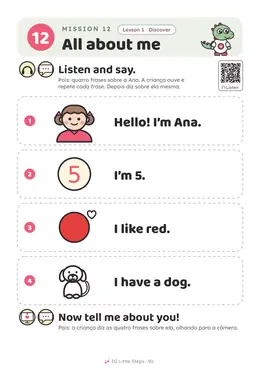 12
MISSION 12
Lesson 1 · Discover
All about me
Listen and say.
Pais: quatro frases sobre a Ana. A criança ouve e
repete cada frase. Depois diz sobre ela mesma.
Listen
1
Hello! I'm Ana.
2
5
I'm 5.
3
I like red.
4
I have a dog.
Now tell me about you!
Pais: a criança diz as quatro frases sobre ela, olhando para a câmera.